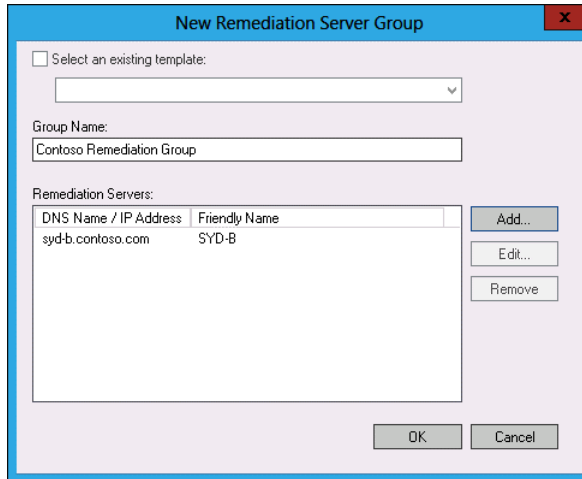 New Remediation Server Group
x
Select an existing template:
Group Name:
Contoso Remediation Group
Remediation Servers:
DNS Name / IP Address Friendly Name
syd-b.contoso.com SYD-B
Add...
Edit...
Remove
OK Cancel